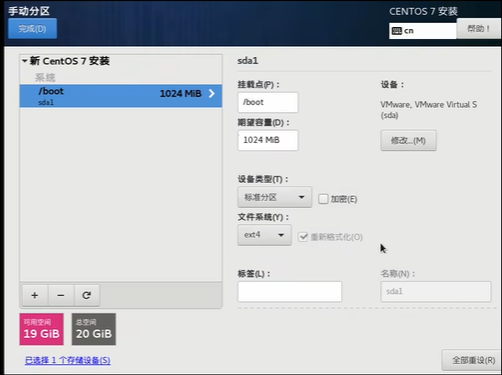 手动分区
CENTOS 7 安装
完成(D)
cn
帮助！
新 CentOS 7 安装
系统
/boot
1024 MiB
sda1
sda1
挂载点(P)：
/boot
设备：
VMware, VMware Virtual S (sda)
期望容量(D)：
1024 MiB
修改...(M)
设备类型(T)：
标准分区
加密(E)
文件系统(Y)：
ext4
重新格式化(O)
标签(L)：
名称(N)：
sda1
+ −
可用空间
19 GiB
总空间
20 GiB
已选择 1 个存储设备(S)
全部重设(R)